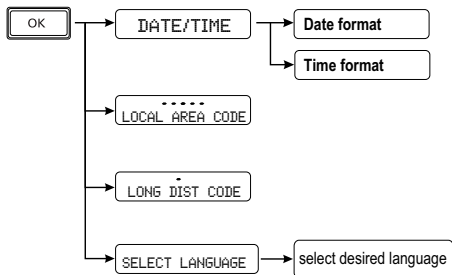 OK
DATE/TIME
Date format
Time format
-----
LOCAL AREA CODE
-
LONG DIST CODE
SELECT LANGUAGE
select desired language